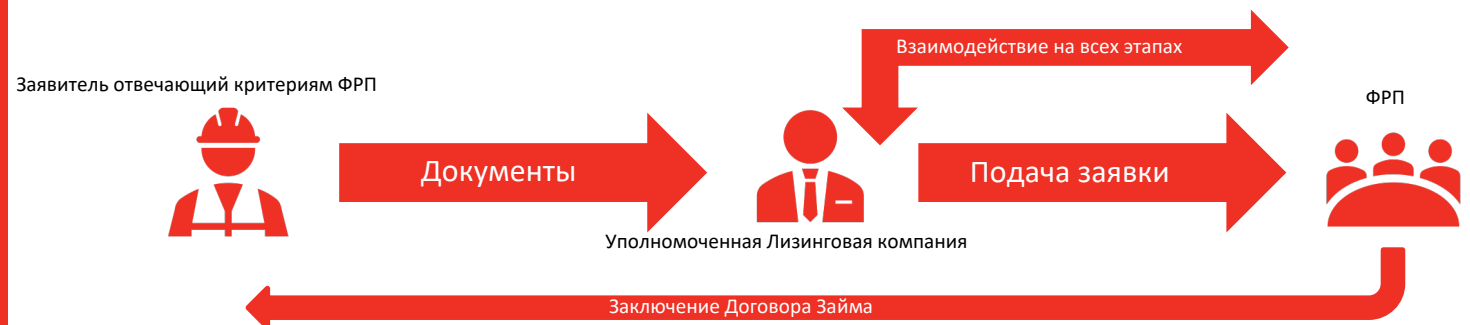 Взаимодействие на всех этапах
Заявитель отвечающий критериям ФРП
ФРП
Документы
Подача заявки
Уполномоченная Лизинговая компания
Заключение Договора Займа